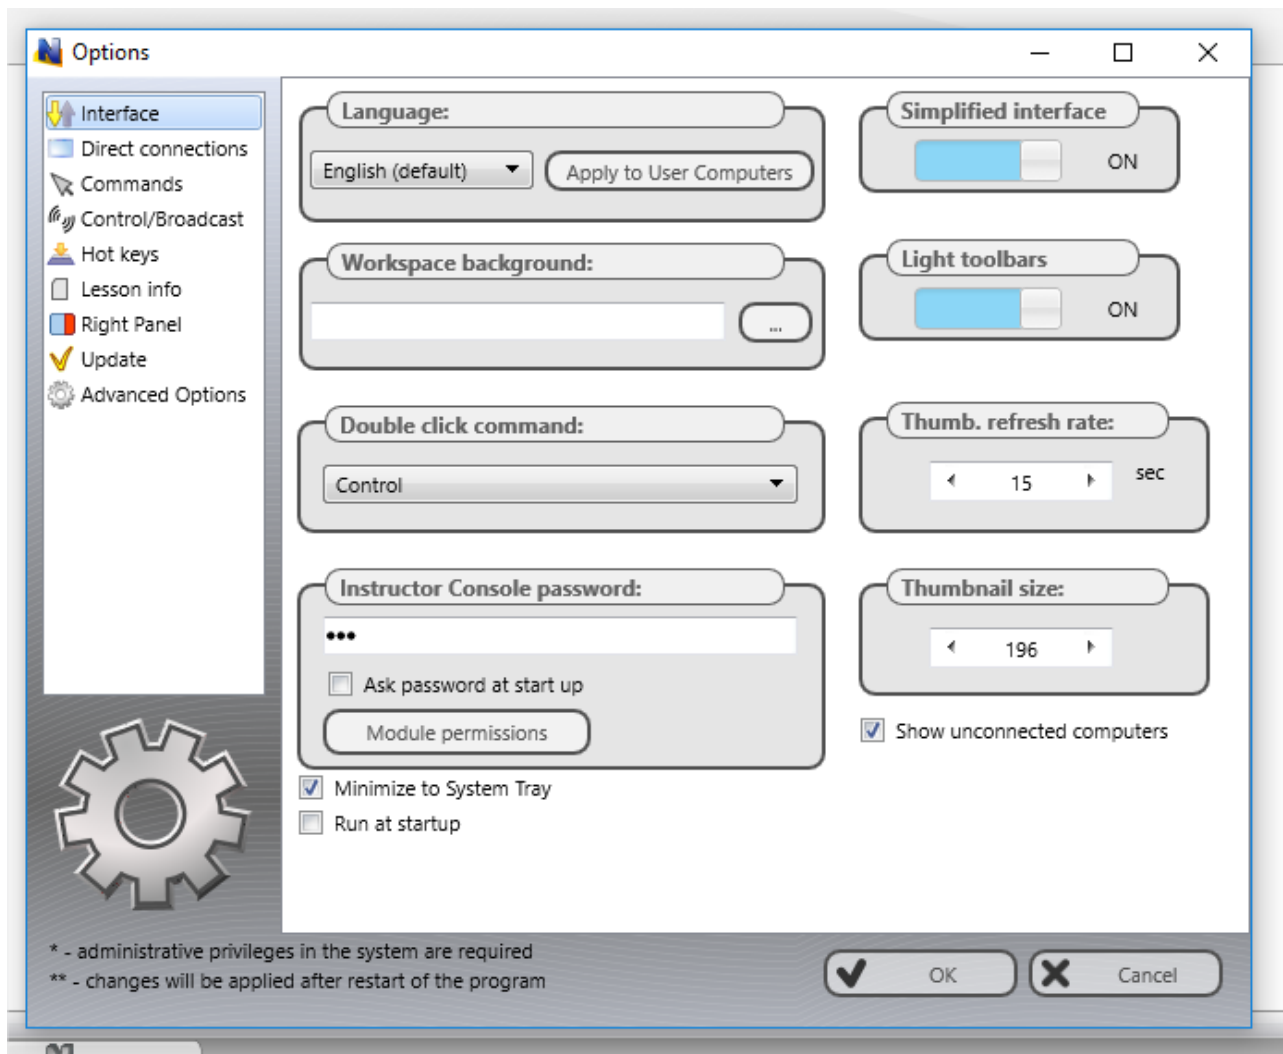 Options
Interface
Direct connections
Commands
Control/Broadcast
Hot keys
Lesson info
Right Panel
Update
Advanced Options
Language:
English (default)
Apply to User Computers
Workspace background:
...
Double click command:
Control
Instructor Console password:
Ask password at start up
Module permissions
Minimize to System Tray
Run at startup
Simplified interface
ON
Light toolbars
ON
Thumb. refresh rate:
15
sec
Thumbnail size:
196
Show unconnected computers
* - administrative privileges in the system are required
** - changes will be applied after restart of the program
OK
Cancel